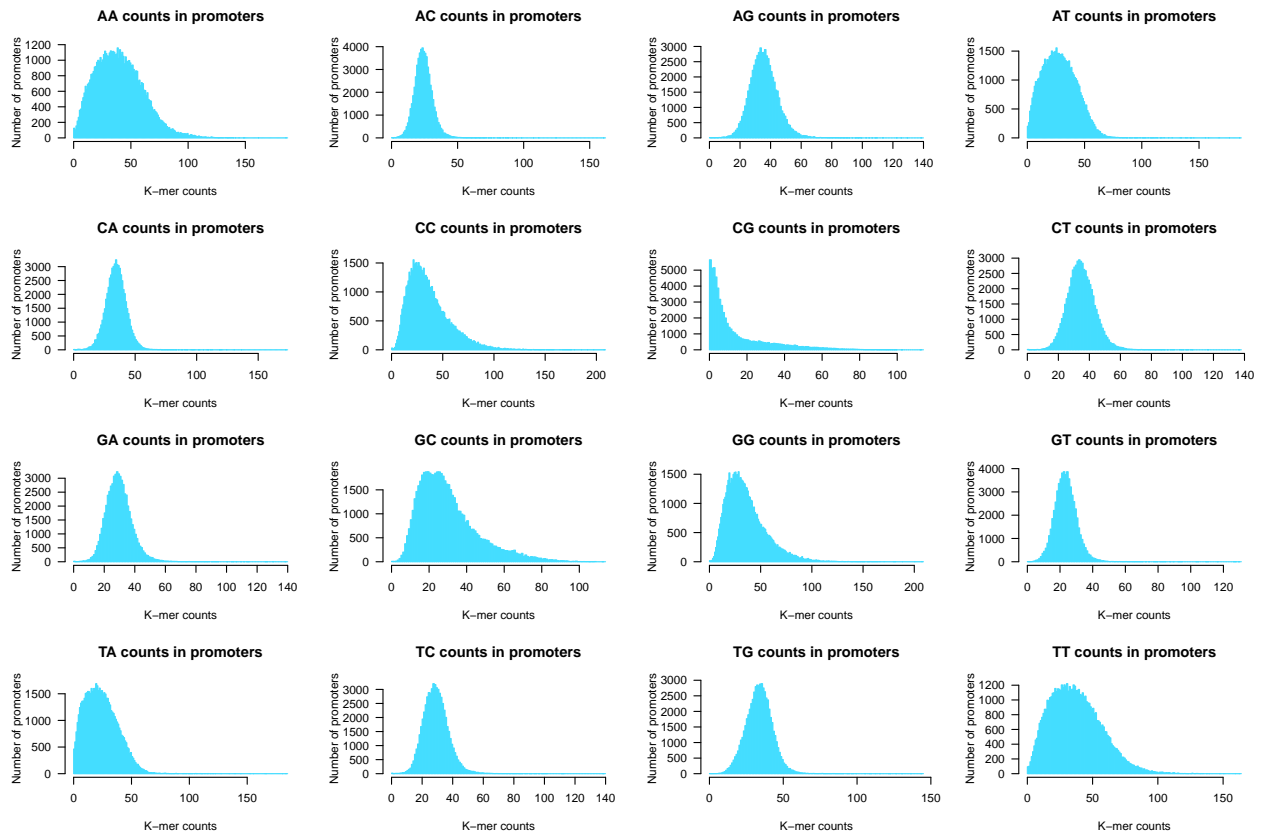 AA counts in promoters
Number of promoters
1200
1000
800
600
400
200
0
0 50 100 150
K−mer counts
AC counts in promoters
Number of promoters
4000
3000
2000
1000
0
0 50 100 150
K−mer counts
AG counts in promoters
Number of promoters
3000
2500
2000
1500
1000
500
0
0 20 40 60 80 100 120 140
K−mer counts
AT counts in promoters
Number of promoters
1500
1000
500
0
0 50 100 150
K−mer counts
CA counts in promoters
Number of promoters
3000
2500
2000
1500
1000
500
0
0 50 100 150
K−mer counts
CC counts in promoters
Number of promoters
1500
1000
500
0
0 50 100 150 200
K−mer counts
CG counts in promoters
Number of promoters
5000
4000
3000
2000
1000
0
0 20 40 60 80 100
K−mer counts
CT counts in promoters
Number of promoters
3000
2500
2000
1500
1000
500
0
0 20 40 60 80 100 120 140
K−mer counts
GA counts in promoters
Number of promoters
3000
2500
2000
1500
1000
500
0
0 20 40 60 80 100 120 140
K−mer counts
GC counts in promoters
Number of promoters
1500
1000
500
0
0 20 40 60 80 100
K−mer counts
GG counts in promoters
Number of promoters
1500
1000
500
0
0 50 100 150 200
K−mer counts
GT counts in promoters
Number of promoters
4000
3000
2000
1000
0
0 20 40 60 80 100 120
K−mer counts
TA counts in promoters
Number of promoters
1500
1000
500
0
0 50 100 150
K−mer counts
TC counts in promoters
Number of promoters
3000
2500
2000
1500
1000
500
0
0 20 40 60 80 100 120 140
K−mer counts
TG counts in promoters
Number of promoters
3000
2500
2000
1500
1000
500
0
0 50 100 150
K−mer counts
TT counts in promoters
Number of promoters
1200
1000
800
600
400
200
0
0 50 100 150
K−mer counts